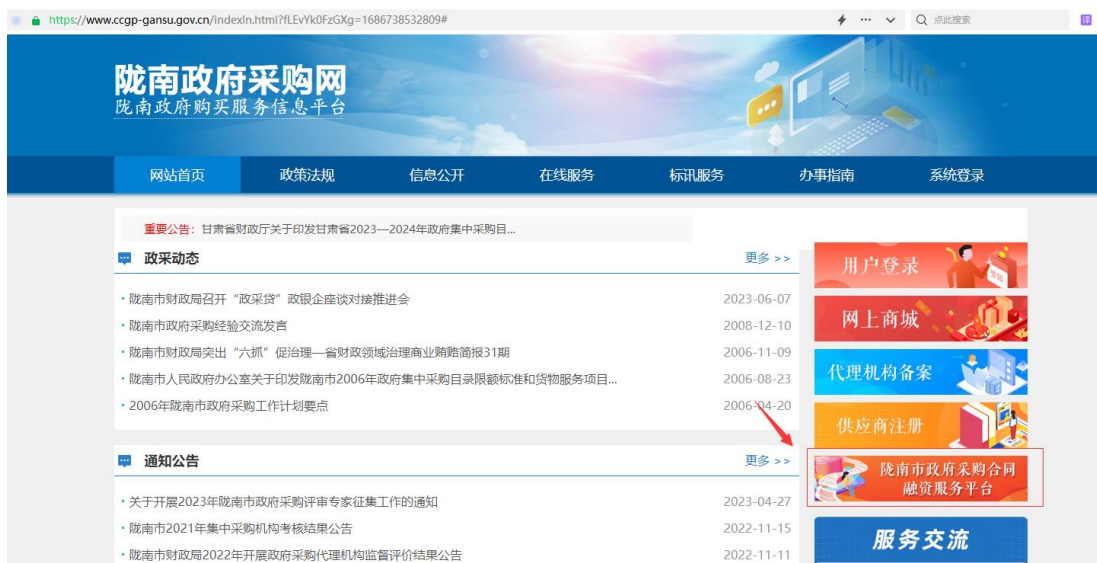 https://www.ccgp-gansu.gov.cn/indexln.html?fLEvYk0FzGXg=1686738532809#
点此搜索
译
陇南政府采购网
陇南政府购买服务信息平台
网站首页 政策法规 信息公开 在线服务 标讯服务 办事指南 系统登录
重要公告：甘肃省财政厅关于印发甘肃省2023—2024年政府集中采购目...
政采动态 更多 >>
陇南市财政局召开“政采贷”政银企座谈对接推进会 2023-06-07
陇南市政府采购经验交流发言 2008-12-10
陇南市财政局突出“六抓”促治理—省财政领域治理商业贿赂简报31期 2006-11-09
陇南市人民政府办公室关于印发陇南市2006年政府集中采购目录限额标准和货物服务项目... 2006-08-23
2006年陇南市政府采购工作计划要点 2006-04-20
通知公告 更多 >>
关于开展2023年陇南市政府采购评审专家征集工作的通知 2023-04-27
陇南市2021年集中采购机构考核结果公告 2022-11-15
陇南市财政局2022年开展政府采购代理机构监督评价结果公告 2022-11-11
用户登录
网上商城
代理机构备案
供应商注册
陇南市政府采购合同
融资服务平台
服务交流